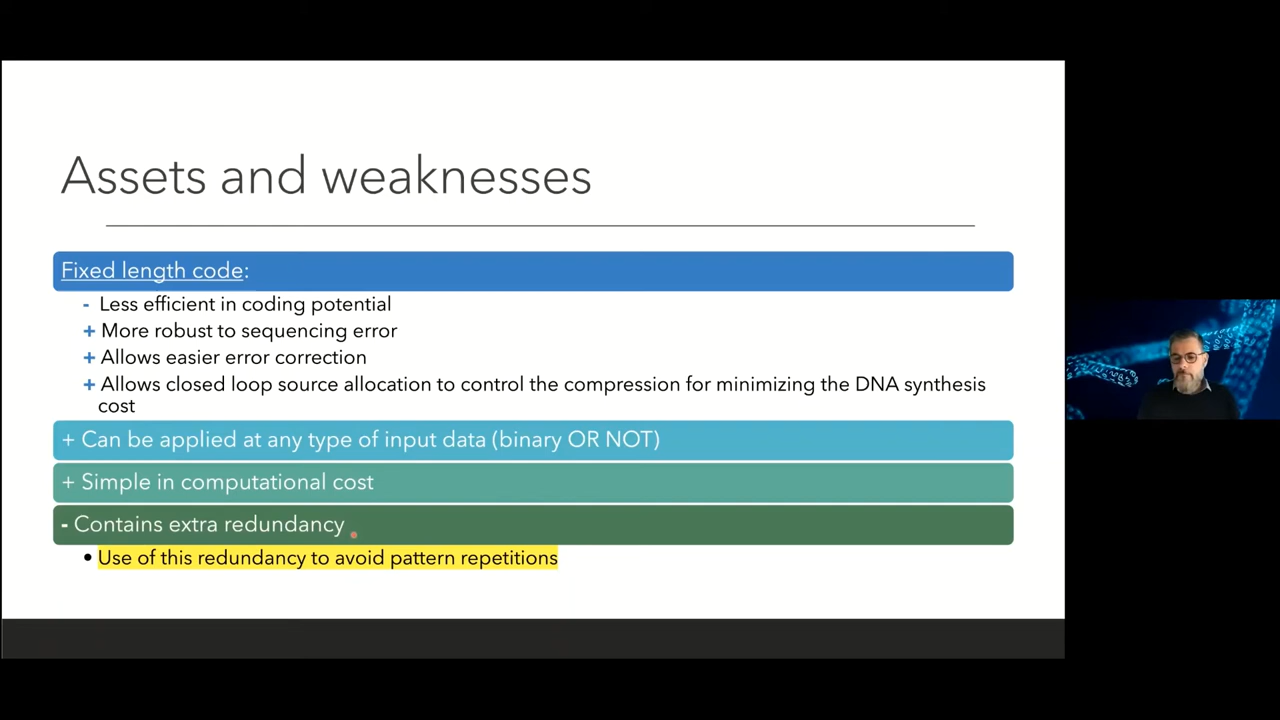 Assets and weaknesses
Fixed length code:
- Less efficient in coding potential
+ More robust to sequencing error
+ Allows easier error correction
+ Allows closed loop source allocation to control the compression for minimizing the DNA synthesis
cost
+ Can be applied at any type of input data (binary OR NOT)
+ Simple in computational cost
- Contains extra redundancy
• Use of this redundancy to avoid pattern repetitions